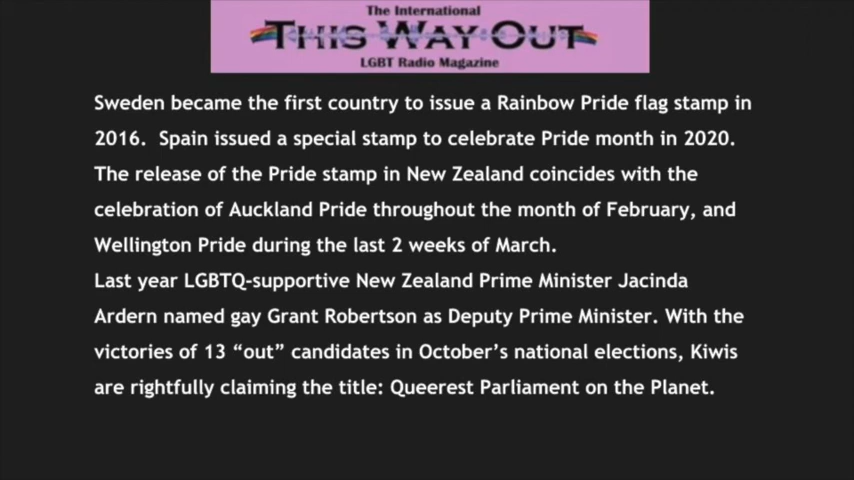 The International
THIS WAY OUT
LGBT Radio Magazine
Sweden became the first country to issue a Rainbow Pride flag stamp in
2016.  Spain issued a special stamp to celebrate Pride month in 2020.
The release of the Pride stamp in New Zealand coincides with the
celebration of Auckland Pride throughout the month of February, and
Wellington Pride during the last 2 weeks of March.
Last year LGBTQ-supportive New Zealand Prime Minister Jacinda
Ardern named gay Grant Robertson as Deputy Prime Minister. With the
victories of 13 “out” candidates in October’s national elections, Kiwis
are rightfully claiming the title: Queerest Parliament on the Planet.